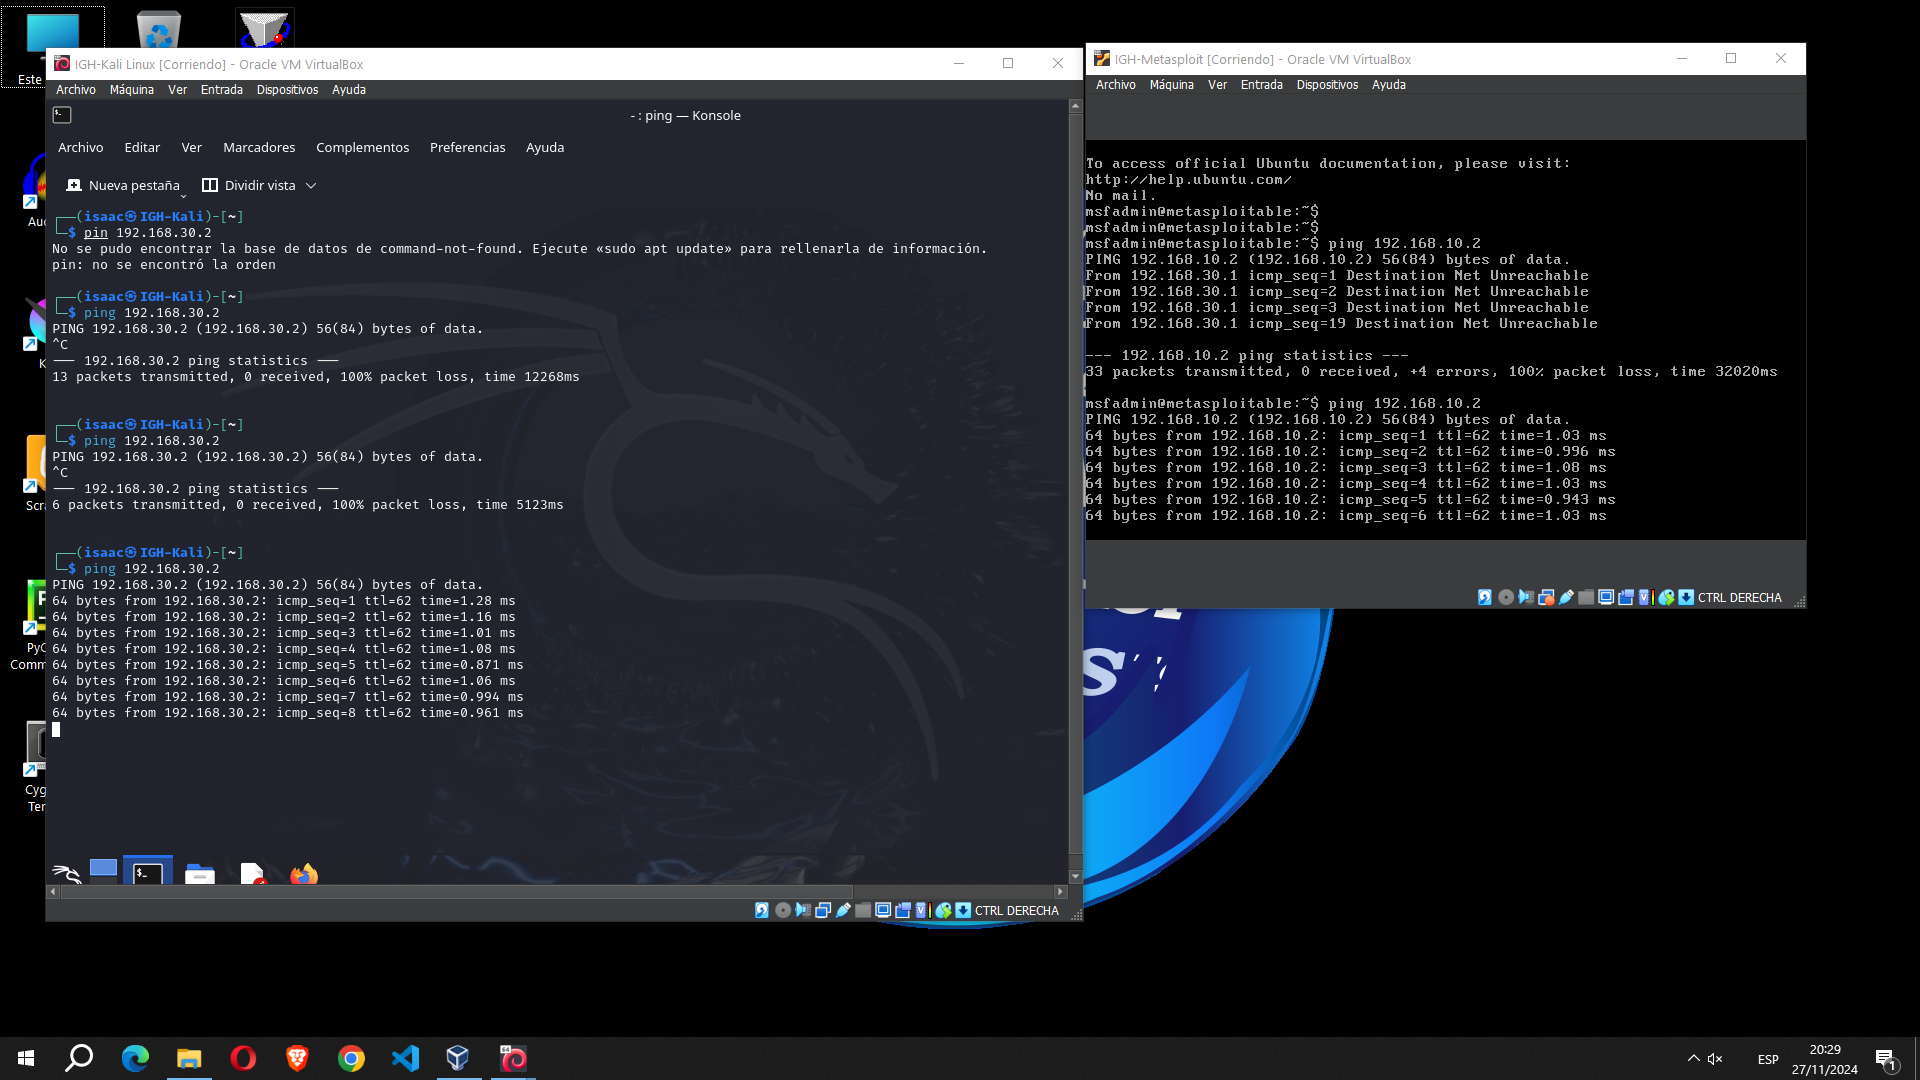 Este
IGH-Kali Linux [Corriendo] - Oracle VM VirtualBox
Archivo Máquina Ver Entrada Dispositivos Ayuda
- : ping — Konsole
Archivo Editar Ver Marcadores Complementos Preferencias Ayuda
Nueva pestaña Dividir vista
┌──(isaac㉿IGH-Kali)-[~]
└─$ pin 192.168.30.2
No se pudo encontrar la base de datos de command-not-found. Ejecute «sudo apt update» para rellenarla de información.
pin: no se encontró la orden
┌──(isaac㉿IGH-Kali)-[~]
└─$ ping 192.168.30.2
PING 192.168.30.2 (192.168.30.2) 56(84) bytes of data.
^C
--- 192.168.30.2 ping statistics ---
13 packets transmitted, 0 received, 100% packet loss, time 12268ms
┌──(isaac㉿IGH-Kali)-[~]
└─$ ping 192.168.30.2
PING 192.168.30.2 (192.168.30.2) 56(84) bytes of data.
^C
--- 192.168.30.2 ping statistics ---
6 packets transmitted, 0 received, 100% packet loss, time 5123ms
┌──(isaac㉿IGH-Kali)-[~]
└─$ ping 192.168.30.2
PING 192.168.30.2 (192.168.30.2) 56(84) bytes of data.
64 bytes from 192.168.30.2: icmp_seq=1 ttl=62 time=1.28 ms
64 bytes from 192.168.30.2: icmp_seq=2 ttl=62 time=1.16 ms
64 bytes from 192.168.30.2: icmp_seq=3 ttl=62 time=1.01 ms
64 bytes from 192.168.30.2: icmp_seq=4 ttl=62 time=1.08 ms
64 bytes from 192.168.30.2: icmp_seq=5 ttl=62 time=0.871 ms
64 bytes from 192.168.30.2: icmp_seq=6 ttl=62 time=1.06 ms
64 bytes from 192.168.30.2: icmp_seq=7 ttl=62 time=0.994 ms
64 bytes from 192.168.30.2: icmp_seq=8 ttl=62 time=0.961 ms
CTRL DERECHA
IGH-Metasploit [Corriendo] - Oracle VM VirtualBox
Archivo Máquina Ver Entrada Dispositivos Ayuda
To access official Ubuntu documentation, please visit:
http://help.ubuntu.com/
No mail.
msfadmin@metasploitable:~$
msfadmin@metasploitable:~$
msfadmin@metasploitable:~$ ping 192.168.10.2
PING 192.168.10.2 (192.168.10.2) 56(84) bytes of data.
From 192.168.30.1 icmp_seq=1 Destination Net Unreachable
From 192.168.30.1 icmp_seq=2 Destination Net Unreachable
From 192.168.30.1 icmp_seq=3 Destination Net Unreachable
From 192.168.30.1 icmp_seq=19 Destination Net Unreachable
--- 192.168.10.2 ping statistics ---
33 packets transmitted, 0 received, +4 errors, 100% packet loss, time 32020ms
msfadmin@metasploitable:~$ ping 192.168.10.2
PING 192.168.10.2 (192.168.10.2) 56(84) bytes of data.
64 bytes from 192.168.10.2: icmp_seq=1 ttl=62 time=1.03 ms
64 bytes from 192.168.10.2: icmp_seq=2 ttl=62 time=0.996 ms
64 bytes from 192.168.10.2: icmp_seq=3 ttl=62 time=1.08 ms
64 bytes from 192.168.10.2: icmp_seq=4 ttl=62 time=1.03 ms
64 bytes from 192.168.10.2: icmp_seq=5 ttl=62 time=0.943 ms
64 bytes from 192.168.10.2: icmp_seq=6 ttl=62 time=1.03 ms
CTRL DERECHA
Au
K
Scr
PyC
Comm
Cyg
Ter
ESP
20:29
27/11/2024
1